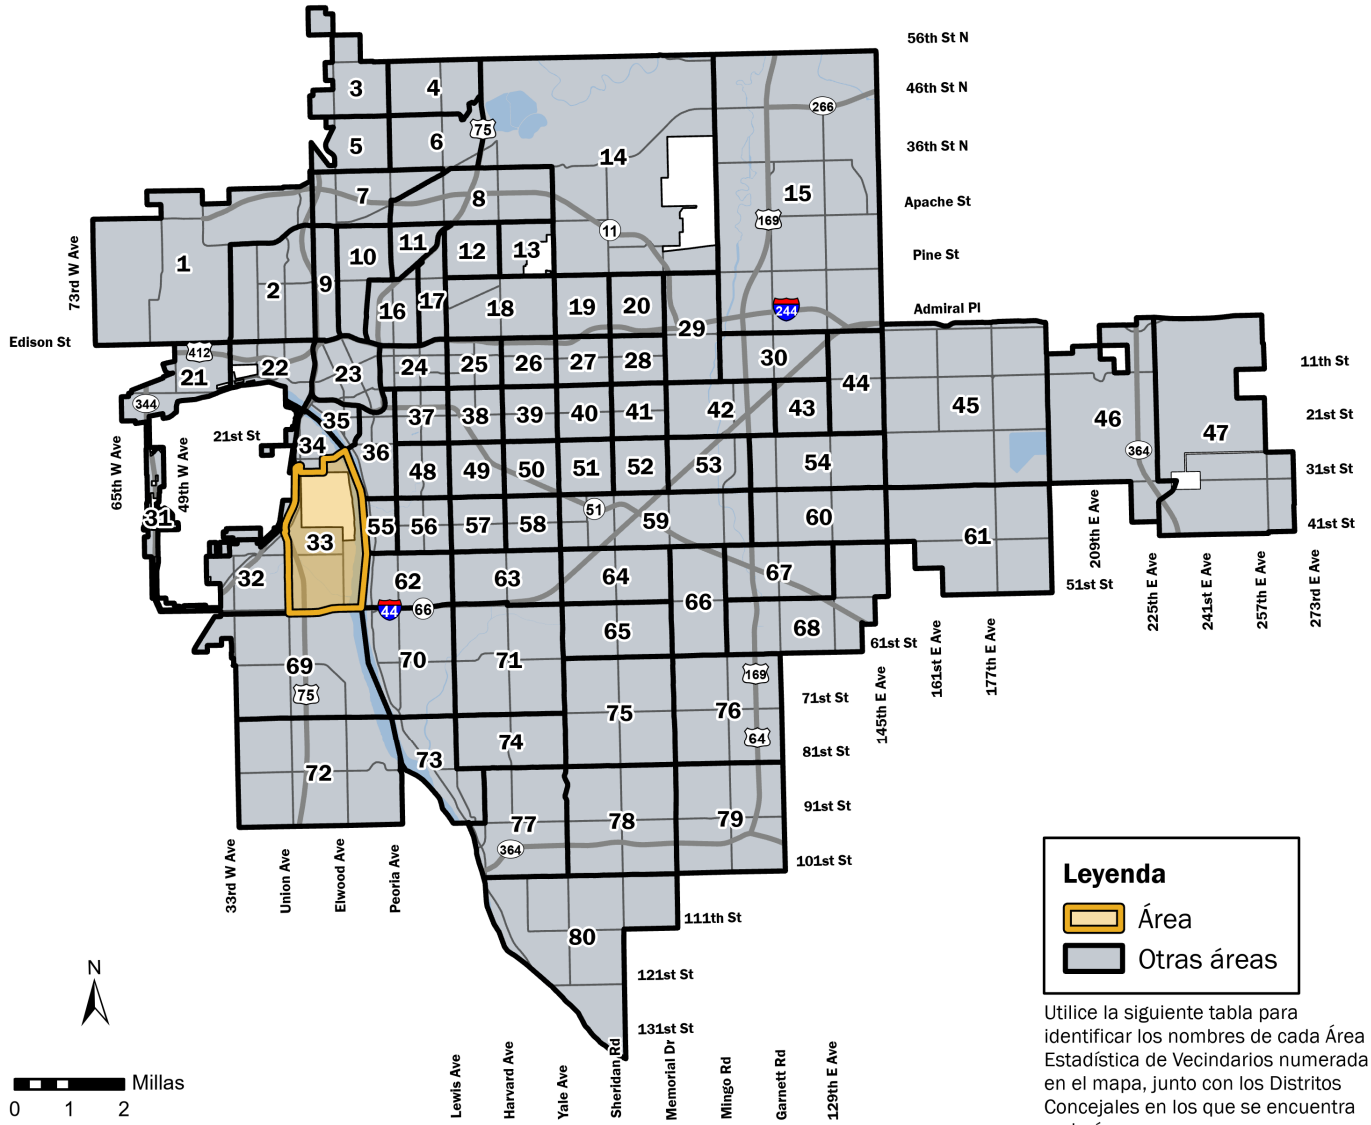 56th St N
3
4
46th St N
266
75
5
6
36th St N
14
7
8
15
Apache St
169
11
10
11
12
13
Pine St
73rd W Ave
1
2
9
16
17
18
19
20
244
Admiral Pl
29
Edison St
412
21
22
23
24
25
26
27
28
30
11th St
344
44
34
35
36
37
38
39
40
41
42
43
45
46
47
21st St
21st St
65th W Ave
49th W Ave
48
49
50
51
52
53
54
364
31st St
31
33
55
56
57
58
51
59
60
61
209th E Ave
41st St
32
62
63
64
66
67
51st St
44
66
225th E Ave
241st E Ave
257th E Ave
273rd E Ave
65
68
61st St
69
70
71
161st E Ave
177th E Ave
75
169
71st St
145th E Ave
75
76
72
73
74
64
81st St
77
78
79
91st St
364
101st St
33rd W Ave
Union Ave
Elwood Ave
Peoria Ave
80
111th St
121st St
131st St
Lewis Ave
Harvard Ave
Yale Ave
Sheridan Rd
Memorial Dr
Mingo Rd
Garnett Rd
129th E Ave
N
Millas
0 1 2
Leyenda
Área
Otras áreas
Utilice la siguiente tabla para
identificar los nombres de cada Área
Estadística de Vecindarios numerada
en el mapa, junto con los Distritos
Concejales en los que se encuentra